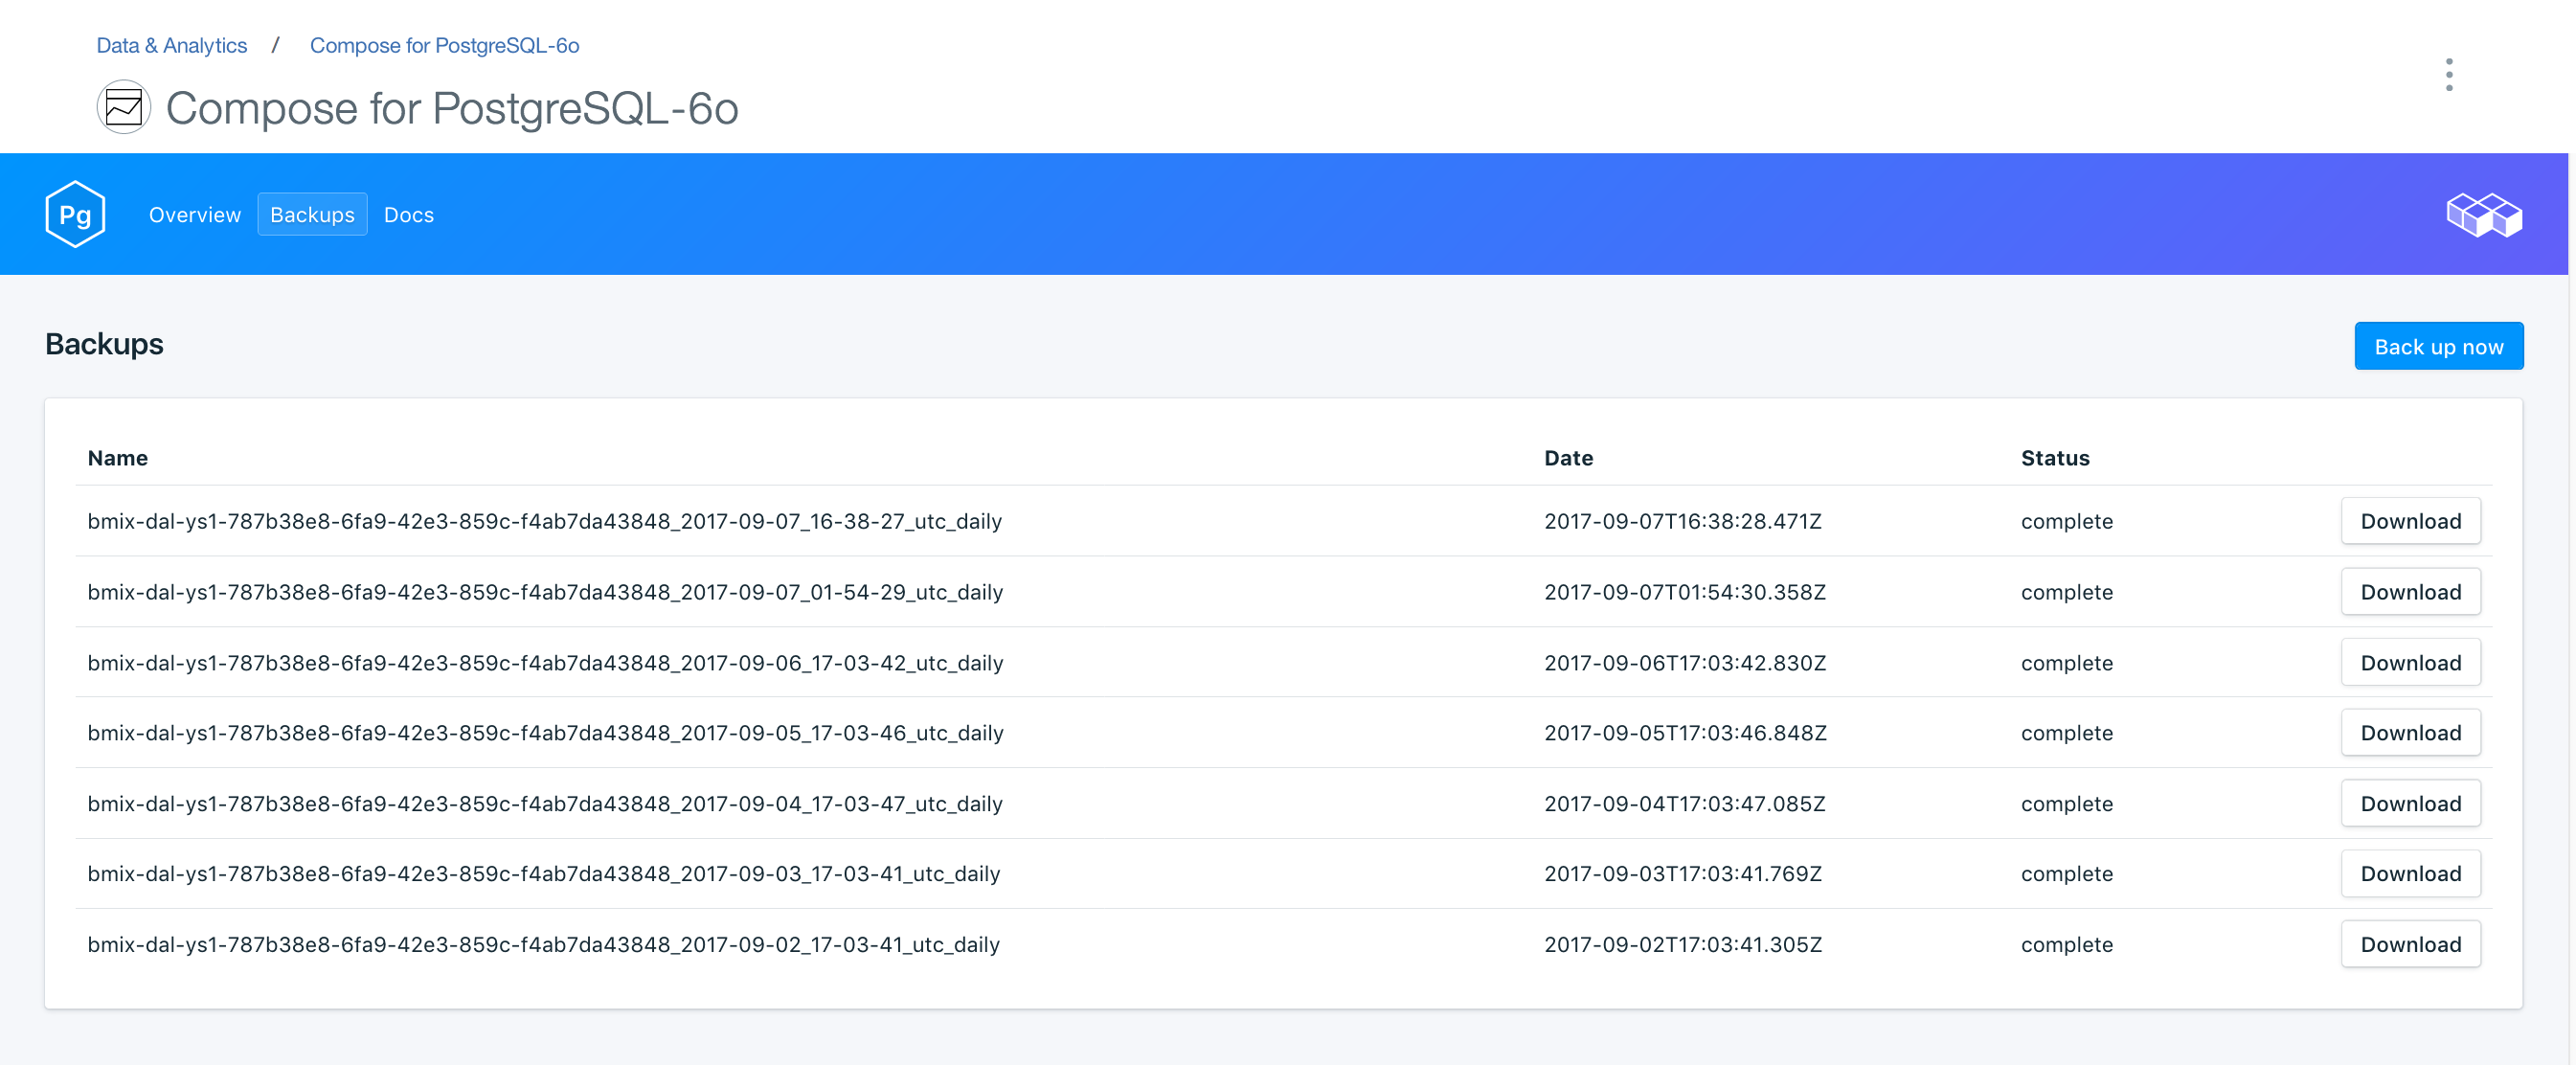 Data & Analytics / Compose for PostgreSQL-6o
Compose for PostgreSQL-6o
Pg Overview Backups Docs
Backups Back up now
Name Date Status
bmix-dal-ys1-787b38e8-6fa9-42e3-859c-f4ab7da43848_2017-09-07_16-38-27_utc_daily 2017-09-07T16:38:28.471Z complete Download
bmix-dal-ys1-787b38e8-6fa9-42e3-859c-f4ab7da43848_2017-09-07_01-54-29_utc_daily 2017-09-07T01:54:30.358Z complete Download
bmix-dal-ys1-787b38e8-6fa9-42e3-859c-f4ab7da43848_2017-09-06_17-03-42_utc_daily 2017-09-06T17:03:42.830Z complete Download
bmix-dal-ys1-787b38e8-6fa9-42e3-859c-f4ab7da43848_2017-09-05_17-03-46_utc_daily 2017-09-05T17:03:46.848Z complete Download
bmix-dal-ys1-787b38e8-6fa9-42e3-859c-f4ab7da43848_2017-09-04_17-03-47_utc_daily 2017-09-04T17:03:47.085Z complete Download
bmix-dal-ys1-787b38e8-6fa9-42e3-859c-f4ab7da43848_2017-09-03_17-03-41_utc_daily 2017-09-03T17:03:41.769Z complete Download
bmix-dal-ys1-787b38e8-6fa9-42e3-859c-f4ab7da43848_2017-09-02_17-03-41_utc_daily 2017-09-02T17:03:41.305Z complete Download